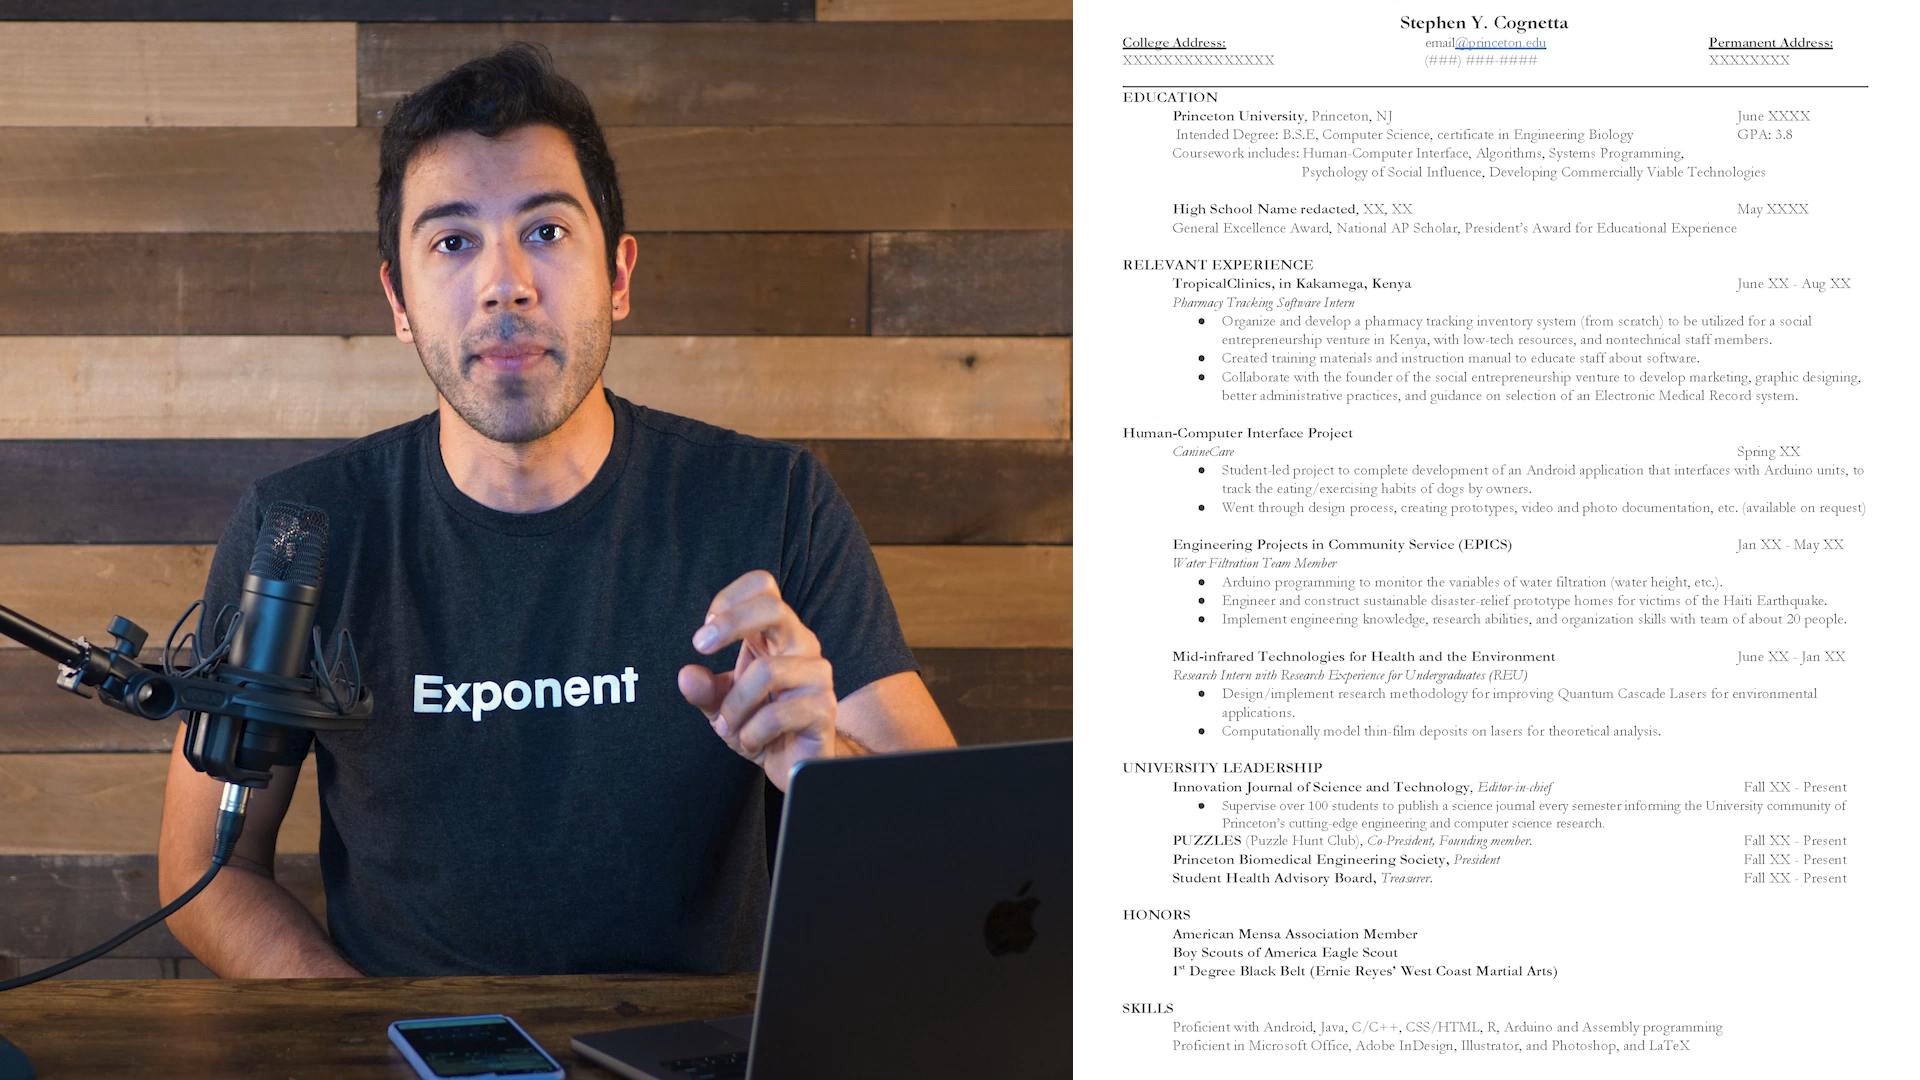 Exponent
Stephen Y. Cognetta
College Address: email@princeton.edu Permanent Address:
XXXXXXXXXXXXXXX (###) ###-#### XXXXXXXX
EDUCATION
Princeton University, Princeton, NJ June XXXX
Intended Degree: B.S.E, Computer Science, certificate in Engineering Biology GPA: 3.8
Coursework includes: Human-Computer Interface, Algorithms, Systems Programming,
Psychology of Social Influence, Developing Commercially Viable Technologies
High School Name redacted, XX, XX May XXXX
General Excellence Award, National AP Scholar, President's Award for Educational Experience
RELEVANT EXPERIENCE
TropicalClinics, in Kakamega, Kenya June XX - Aug XX
Pharmacy Tracking Software Intern
● Organize and develop a pharmacy tracking inventory system (from scratch) to be utilized for a social
entrepreneurship venture in Kenya, with low-tech resources, and nontechnical staff members.
● Created training materials and instruction manual to educate staff about software.
● Collaborate with the founder of the social entrepreneurship venture to develop marketing, graphic designing,
better administrative practices, and guidance on selection of an Electronic Medical Record system.
Human-Computer Interface Project
CanineCare Spring XX
● Student-led project to complete development of an Android application that interfaces with Arduino units, to
track the eating/exercising habits of dogs by owners.
● Went through design process, creating prototypes, video and photo documentation, etc. (available on request)
Engineering Projects in Community Service (EPICS) Jan XX - May XX
Water Filtration Team Member
● Arduino programming to monitor the variables of water filtration (water height, etc.).
● Engineer and construct sustainable disaster-relief prototype homes for victims of the Haiti Earthquake.
● Implement engineering knowledge, research abilities, and organization skills with team of about 20 people.
Mid-infrared Technologies for Health and the Environment June XX - Jan XX
Research Intern with Research Experience for Undergraduates (REU)
● Design/implement research methodology for improving Quantum Cascade Lasers for environmental
applications.
● Computationally model thin-film deposits on lasers for theoretical analysis.
UNIVERSITY LEADERSHIP
Innovation Journal of Science and Technology, Editor-in-chief Fall XX - Present
● Supervise over 100 students to publish a science journal every semester informing the University community of
Princeton's cutting-edge engineering and computer science research.
PUZZLES (Puzzle Hunt Club), Co-President, Founding member. Fall XX - Present
Princeton Biomedical Engineering Society, President Fall XX - Present
Student Health Advisory Board, Treasurer. Fall XX - Present
HONORS
American Mensa Association Member
Boy Scouts of America Eagle Scout
1st Degree Black Belt (Ernie Reyes' West Coast Martial Arts)
SKILLS
Proficient with Android, Java, C/C++, CSS/HTML, R, Arduino and Assembly programming
Proficient in Microsoft Office, Adobe InDesign, Illustrator, and Photoshop, and LaTeX